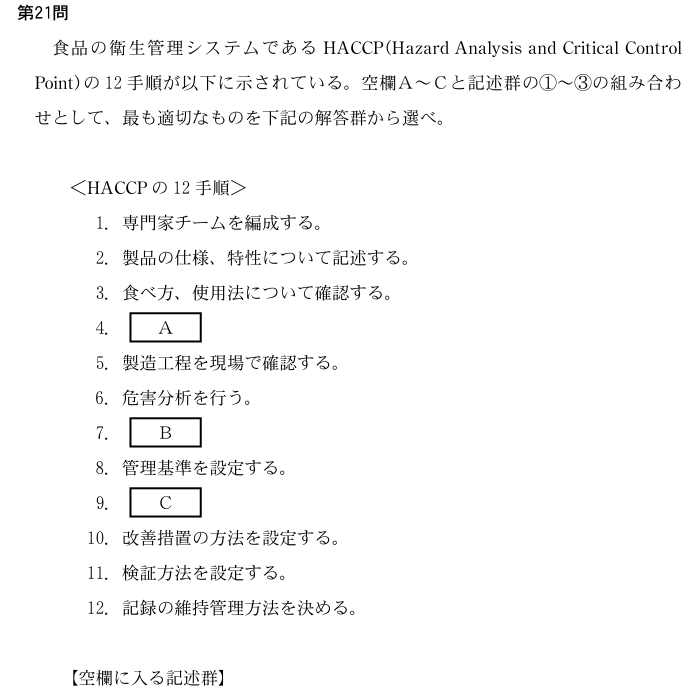 第21問
食品の衛生管理システムである HACCP(Hazard Analysis and Critical Control
Point)の 12 手順が以下に示されている。空欄A～Cと記述群の①～③の組み合わ
せとして、最も適切なものを下記の解答群から選べ。
＜HACCP の 12 手順＞
1. 専門家チームを編成する。
2. 製品の仕様、特性について記述する。
3. 食べ方、使用法について確認する。
4. A
5. 製造工程を現場で確認する。
6. 危害分析を行う。
7. B
8. 管理基準を設定する。
9. C
10. 改善措置の方法を設定する。
11. 検証方法を設定する。
12. 記録の維持管理方法を決める。
【空欄に入る記述群】